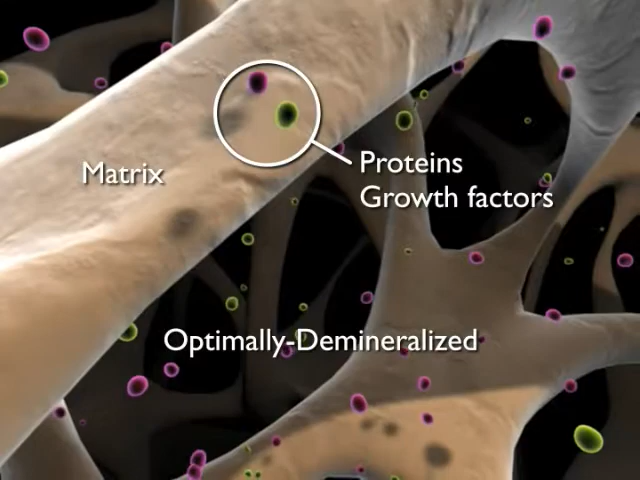 Matrix
Proteins
Growth factors
Optimally-Demineralized